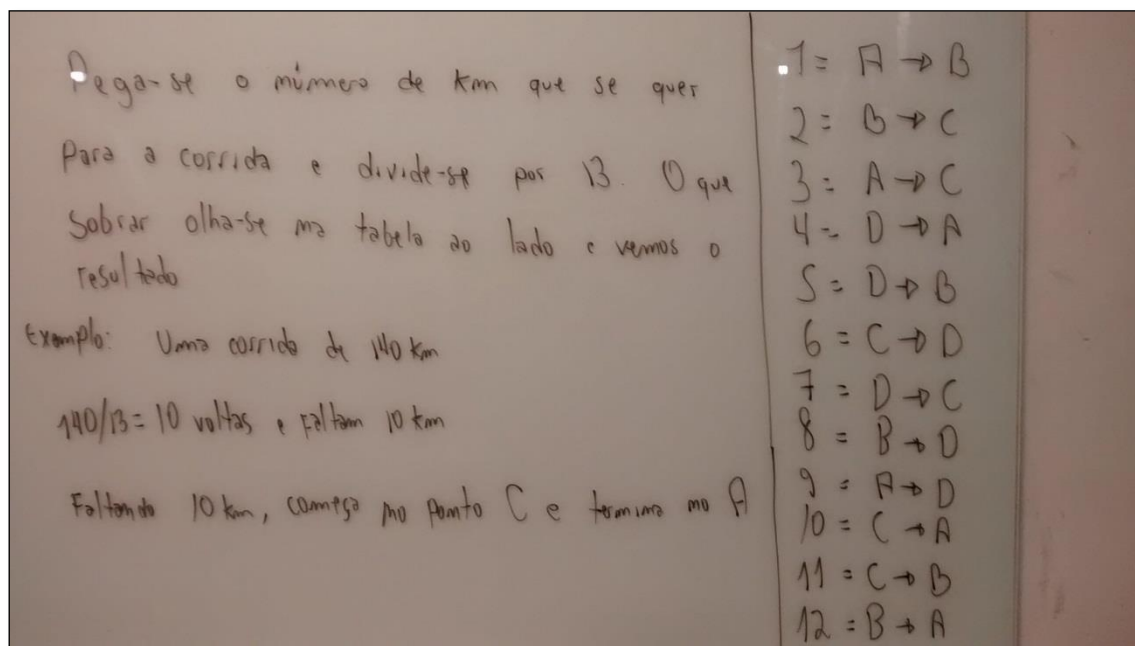 Pega-se o número de km que se quer
para a corrida e divide-se por 13. O que
sobrar olha-se na tabela ao lado e vemos o
resultado
Exemplo: Uma corrida de 140 km
140/13 = 10 voltas e faltam 10 km
Faltando 10 km, começa no ponto C e termina no A
1 = A → B
2 = B → C
3 = A → C
4 = D → A
5 = D → B
6 = C → D
7 = D → C
8 = B → D
9 = A → D
10 = C → A
11 = C → B
12 = B → A